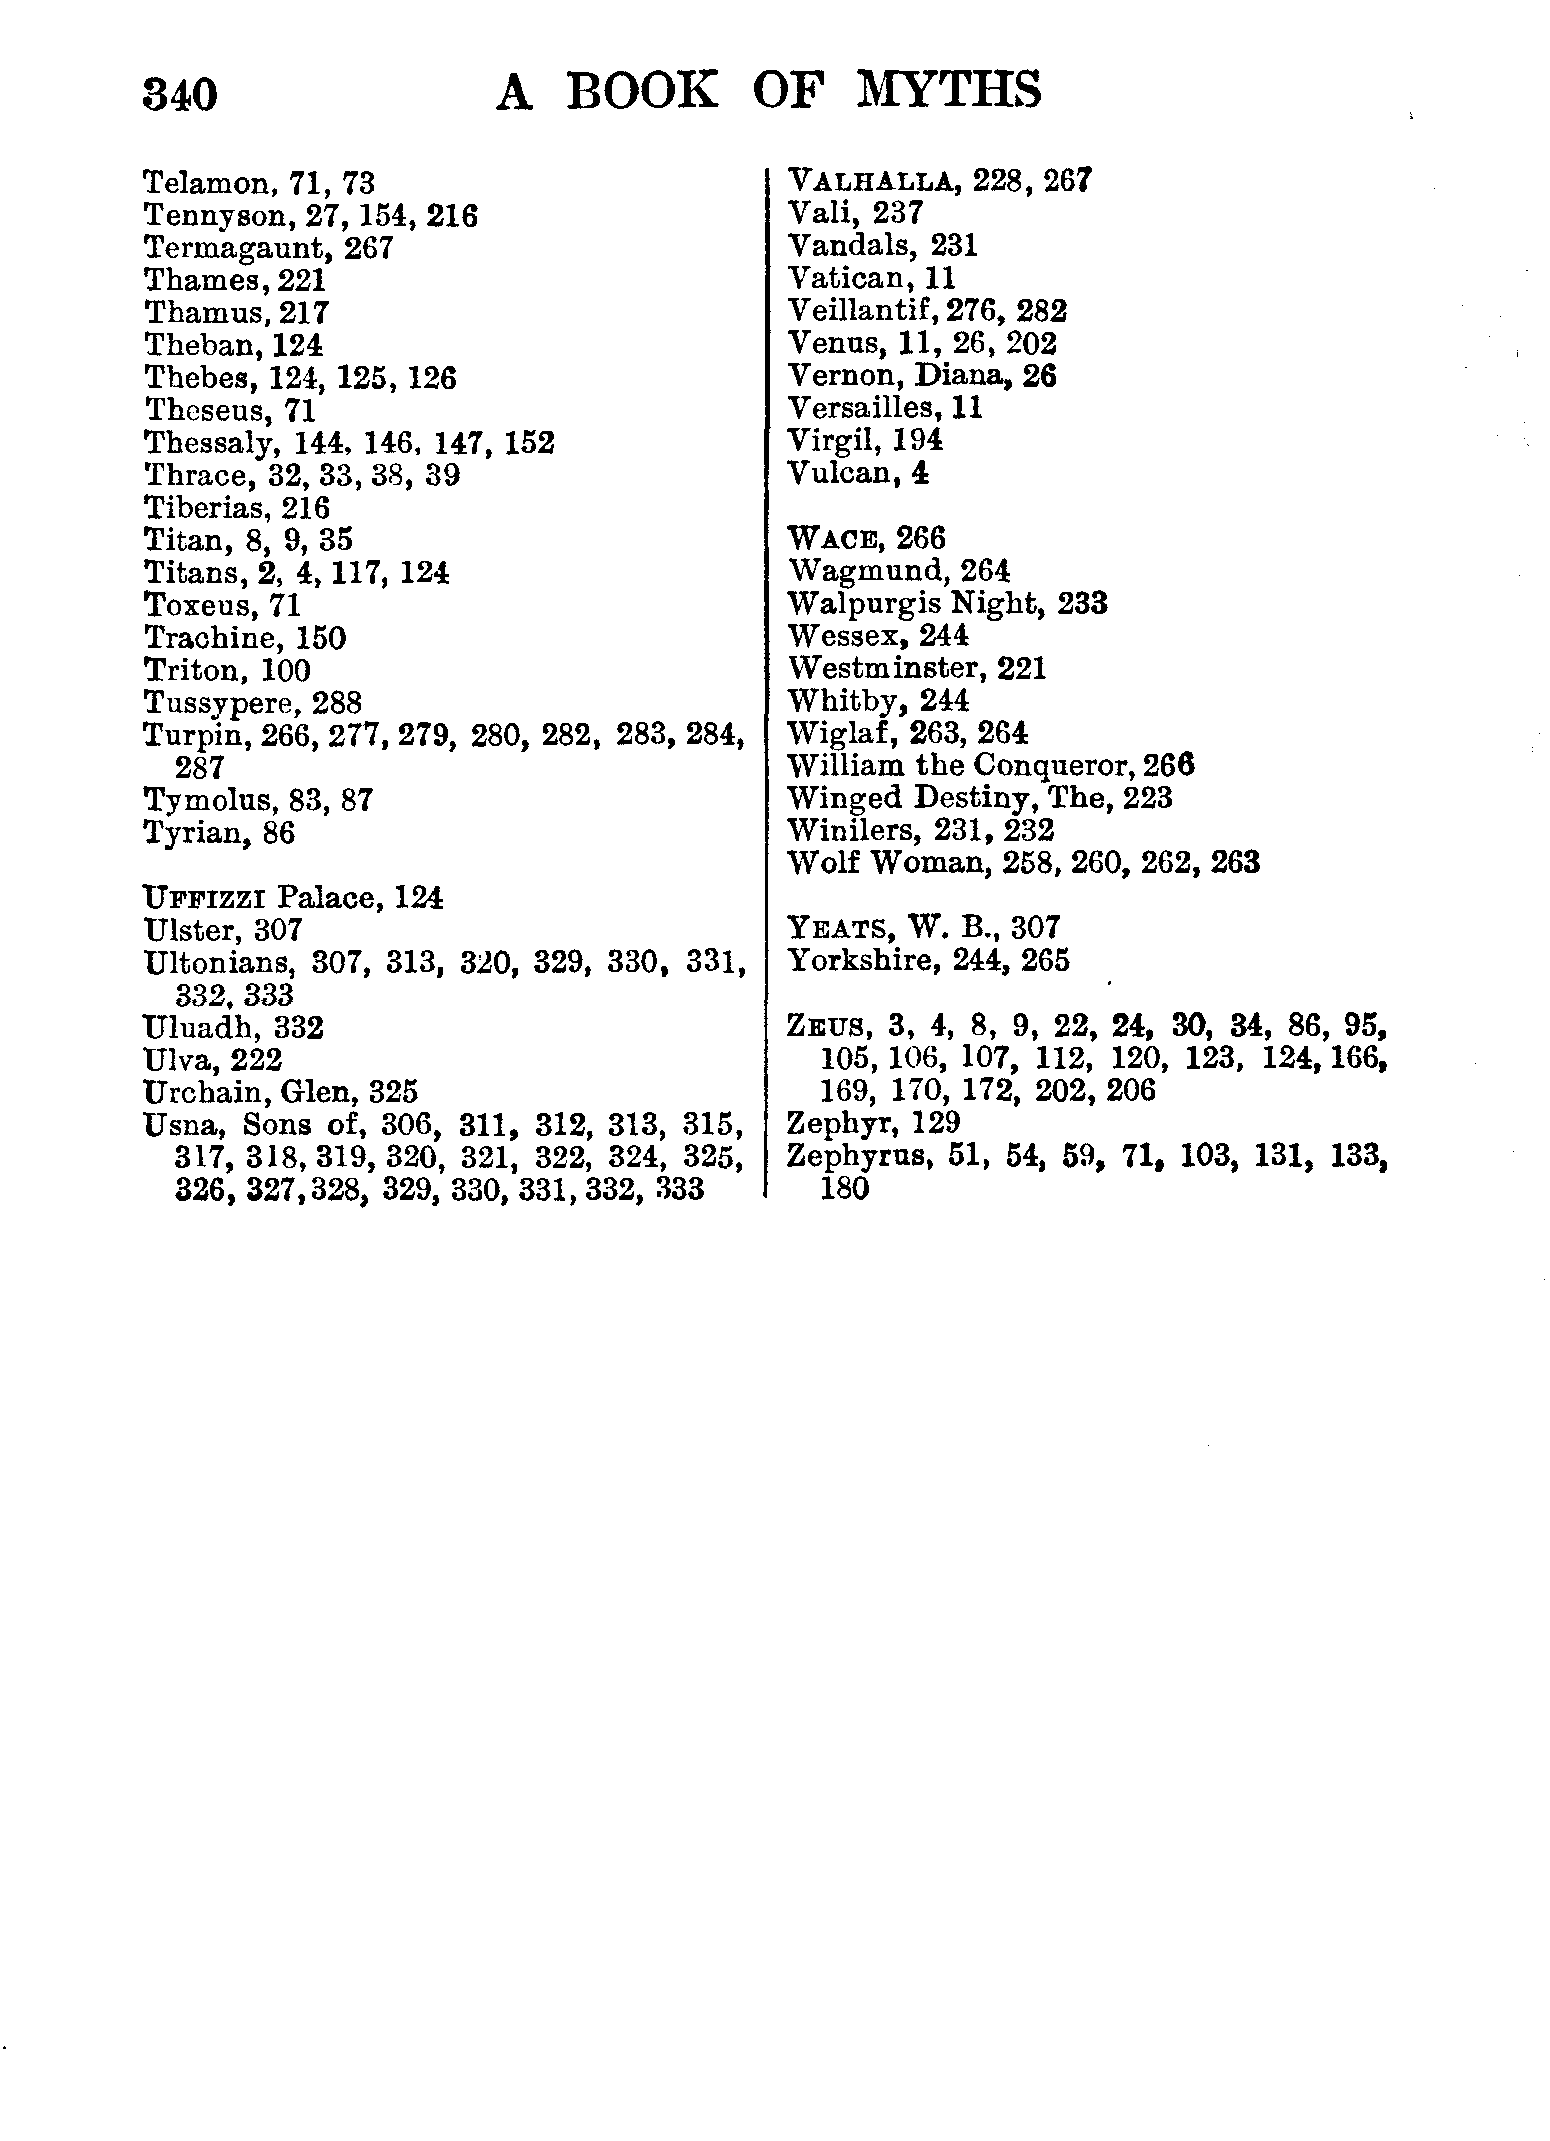 340 A BOOK OF MYTHS
Telamon, 71, 73
Tennyson, 27, 154, 216
Termagaunt, 267
Thames, 221
Thamus, 217
Theban, 124
Thebes, 124, 125, 126
Theseus, 71
Thessaly, 144, 146, 147, 152
Thrace, 32, 33, 38, 39
Tiberias, 216
Titan, 8, 9, 35
Titans, 2, 4, 117, 124
Toxeus, 71
Trachine, 150
Triton, 100
Tussypere, 288
Turpin, 266, 277, 279, 280, 282, 283, 284,
287
Tymolus, 83, 87
Tyrian, 86
UFFIZZI Palace, 124
Ulster, 307
Ultonians, 307, 313, 320, 329, 330, 331,
332, 333
Uluadh, 332
Ulva, 222
Urchain, Glen, 325
Usna, Sons of, 306, 311, 312, 313, 315,
317, 318, 319, 320, 321, 322, 324, 325,
326, 327, 328, 329, 330, 331, 332, 333
VALHALLA, 228, 267
Vali, 237
Vandals, 231
Vatican, 11
Veillantif, 276, 282
Venus, 11, 26, 202
Vernon, Diana, 26
Versailles, 11
Virgil, 194
Vulcan, 4
WACE, 266
Wagmund, 264
Walpurgis Night, 233
Wessex, 244
Westminster, 221
Whitby, 244
Wiglaf, 263, 264
William the Conqueror, 266
Winged Destiny, The, 223
Winilers, 231, 232
Wolf Woman, 258, 260, 262, 263
YEATS, W. B., 307
Yorkshire, 244, 265
ZEUS, 3, 4, 8, 9, 22, 24, 30, 34, 86, 95,
105, 106, 107, 112, 120, 123, 124, 166,
169, 170, 172, 202, 206
Zephyr, 129
Zephyrus, 51, 54, 59, 71, 103, 131, 133,
180